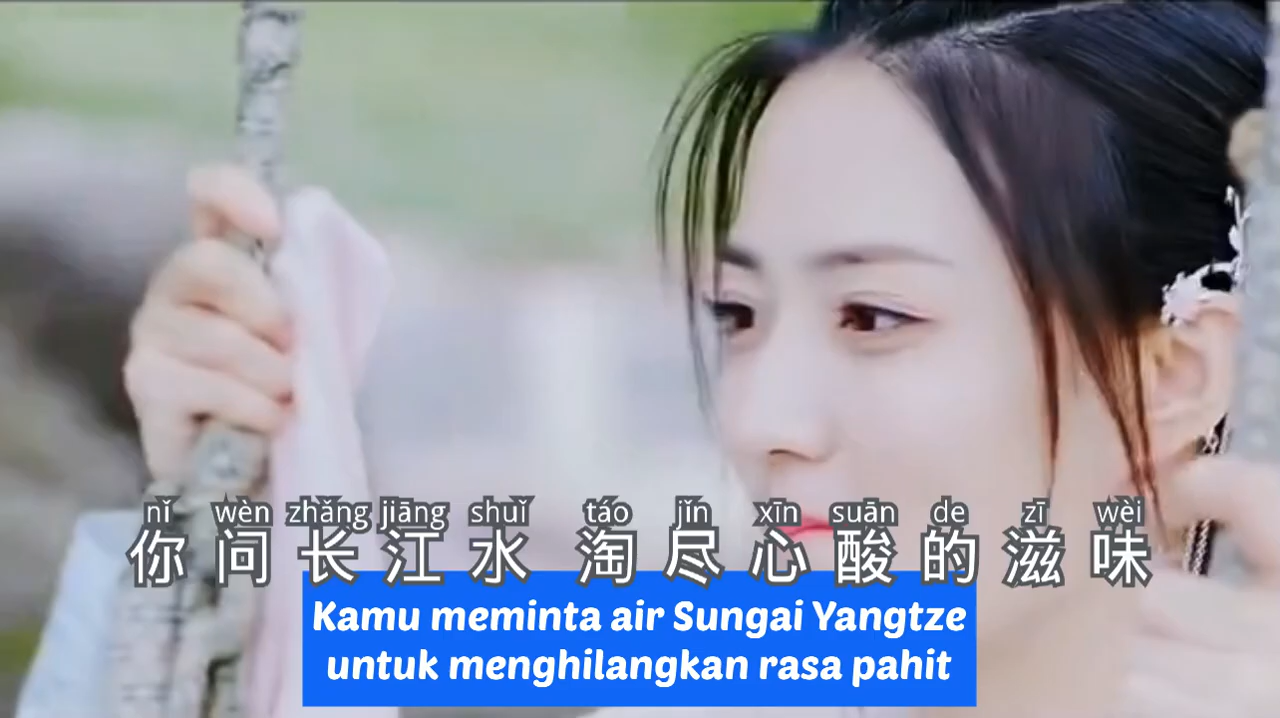 nǐ wèn zhǎng jiāng shuǐ táo jǐn xīn suān de zī wèi
你问长江水 淘尽心酸的滋味
Kamu meminta air Sungai Yangtze
untuk menghilangkan rasa pahit